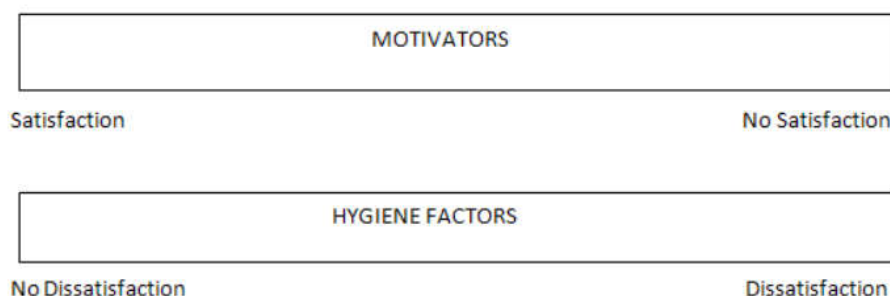 MOTIVATORS
Satisfaction No Satisfaction
HYGIENE FACTORS
No Dissatisfaction Dissatisfaction